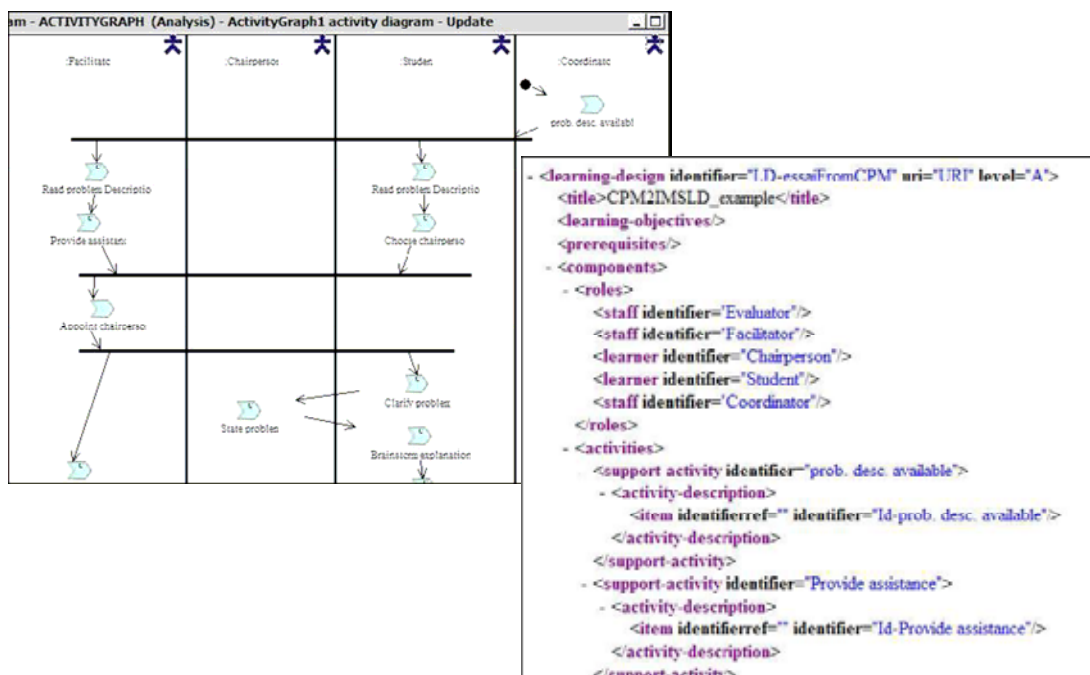 am - ACTIVITYGRAPH (Analysis) - ActivityGraph1 activity diagram - Update
:Facilitato
:Chairperson
:Studen
:Coordinato
prob. desc. availabl
Read problem Descriptio
Read problem Descriptio
Provide assistanc
Choose chairperso
Appoint chairperso
Clarify problem
State problem
Brainstorm explanation
- <learning-design identifier="LD-essaiFromCPM" uri="URI" level="A">
<title>CPM2IMSLD_example</title>
<learning-objectives/>
<prerequisites/>
- <components>
- <roles>
<staff identifier="Evaluator"/>
<staff identifier="Facilitator"/>
<learner identifier="Chairperson"/>
<learner identifier="Student"/>
<staff identifier="Coordinator"/>
</roles>
- <activities>
<support activity identifier="prob. desc. available">
- <activity-description>
<item identifierref="" identifier="Id-prob. desc. available"/>
</activity-description>
</support-activity>
- <support-activity identifier="Provide assistance">
- <activity-description>
<item identifierref="" identifier="Id-Provide assistance"/>
</activity-description>
</support-activity>